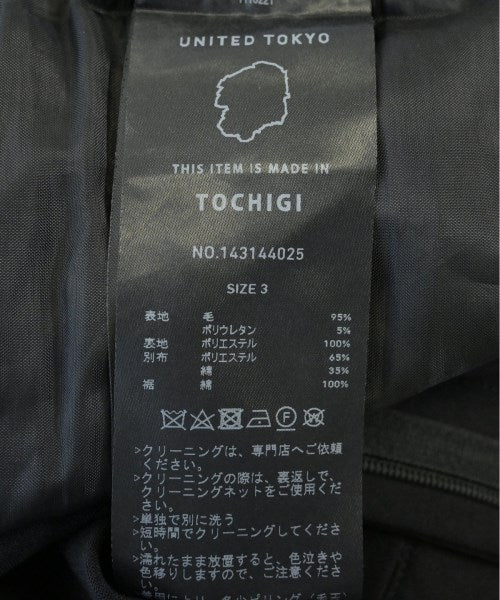 UNITED TOKYO
THIS ITEM IS MADE IN
TOCHIGI
NO.143144025
SIZE 3
表地 毛 95%
ポリウレタン 5%
裏地 ポリエステル 100%
別布 ポリエステル 65%
綿 35%
裾 綿 100%
F W
>クリーニングは、専門店へご依頼
ください。
>クリーニングの際は、裏返しで、
クリーニングネットをご使用くだ
さい。
>単独で別に洗う
>短時間でクリーニングしてくださ
い。
>濡れたまま放置すると、色泣きや
色移りしますので、ご注意くださ
い。